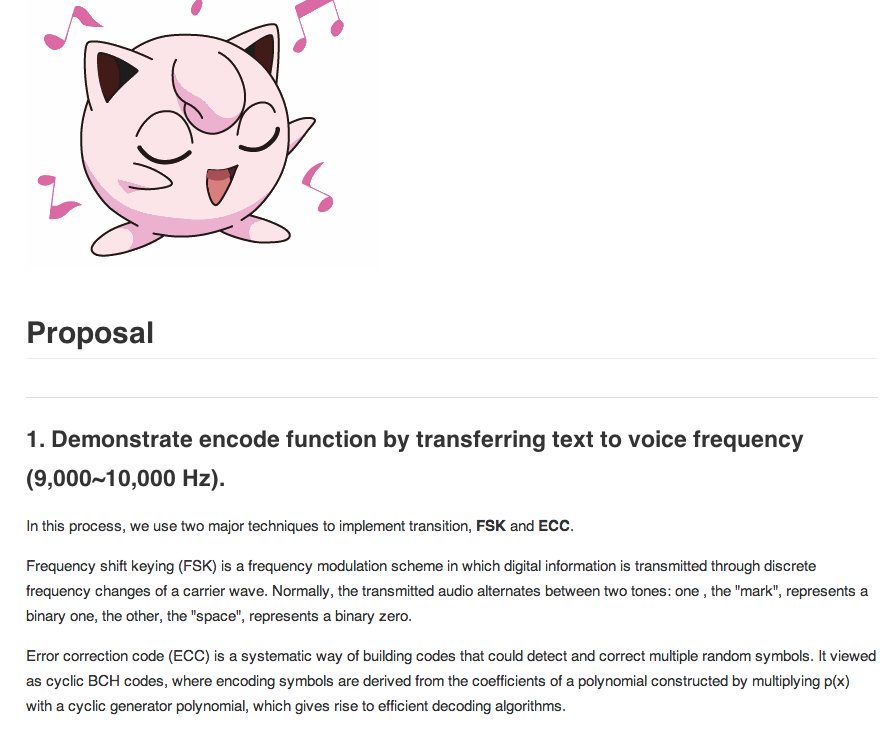 Proposal
1. Demonstrate encode function by transferring text to voice frequency
(9,000~10,000 Hz).
In this process, we use two major techniques to implement transition, FSK and ECC.
Frequency shift keying (FSK) is a frequency modulation scheme in which digital information is transmitted through discrete
frequency changes of a carrier wave. Normally, the transmitted audio alternates between two tones: one , the "mark", represents a
binary one, the other, the "space", represents a binary zero.
Error correction code (ECC) is a systematic way of building codes that could detect and correct multiple random symbols. It viewed
as cyclic BCH codes, where encoding symbols are derived from the coefficients of a polynomial constructed by multiplying p(x)
with a cyclic generator polynomial, which gives rise to efficient decoding algorithms.